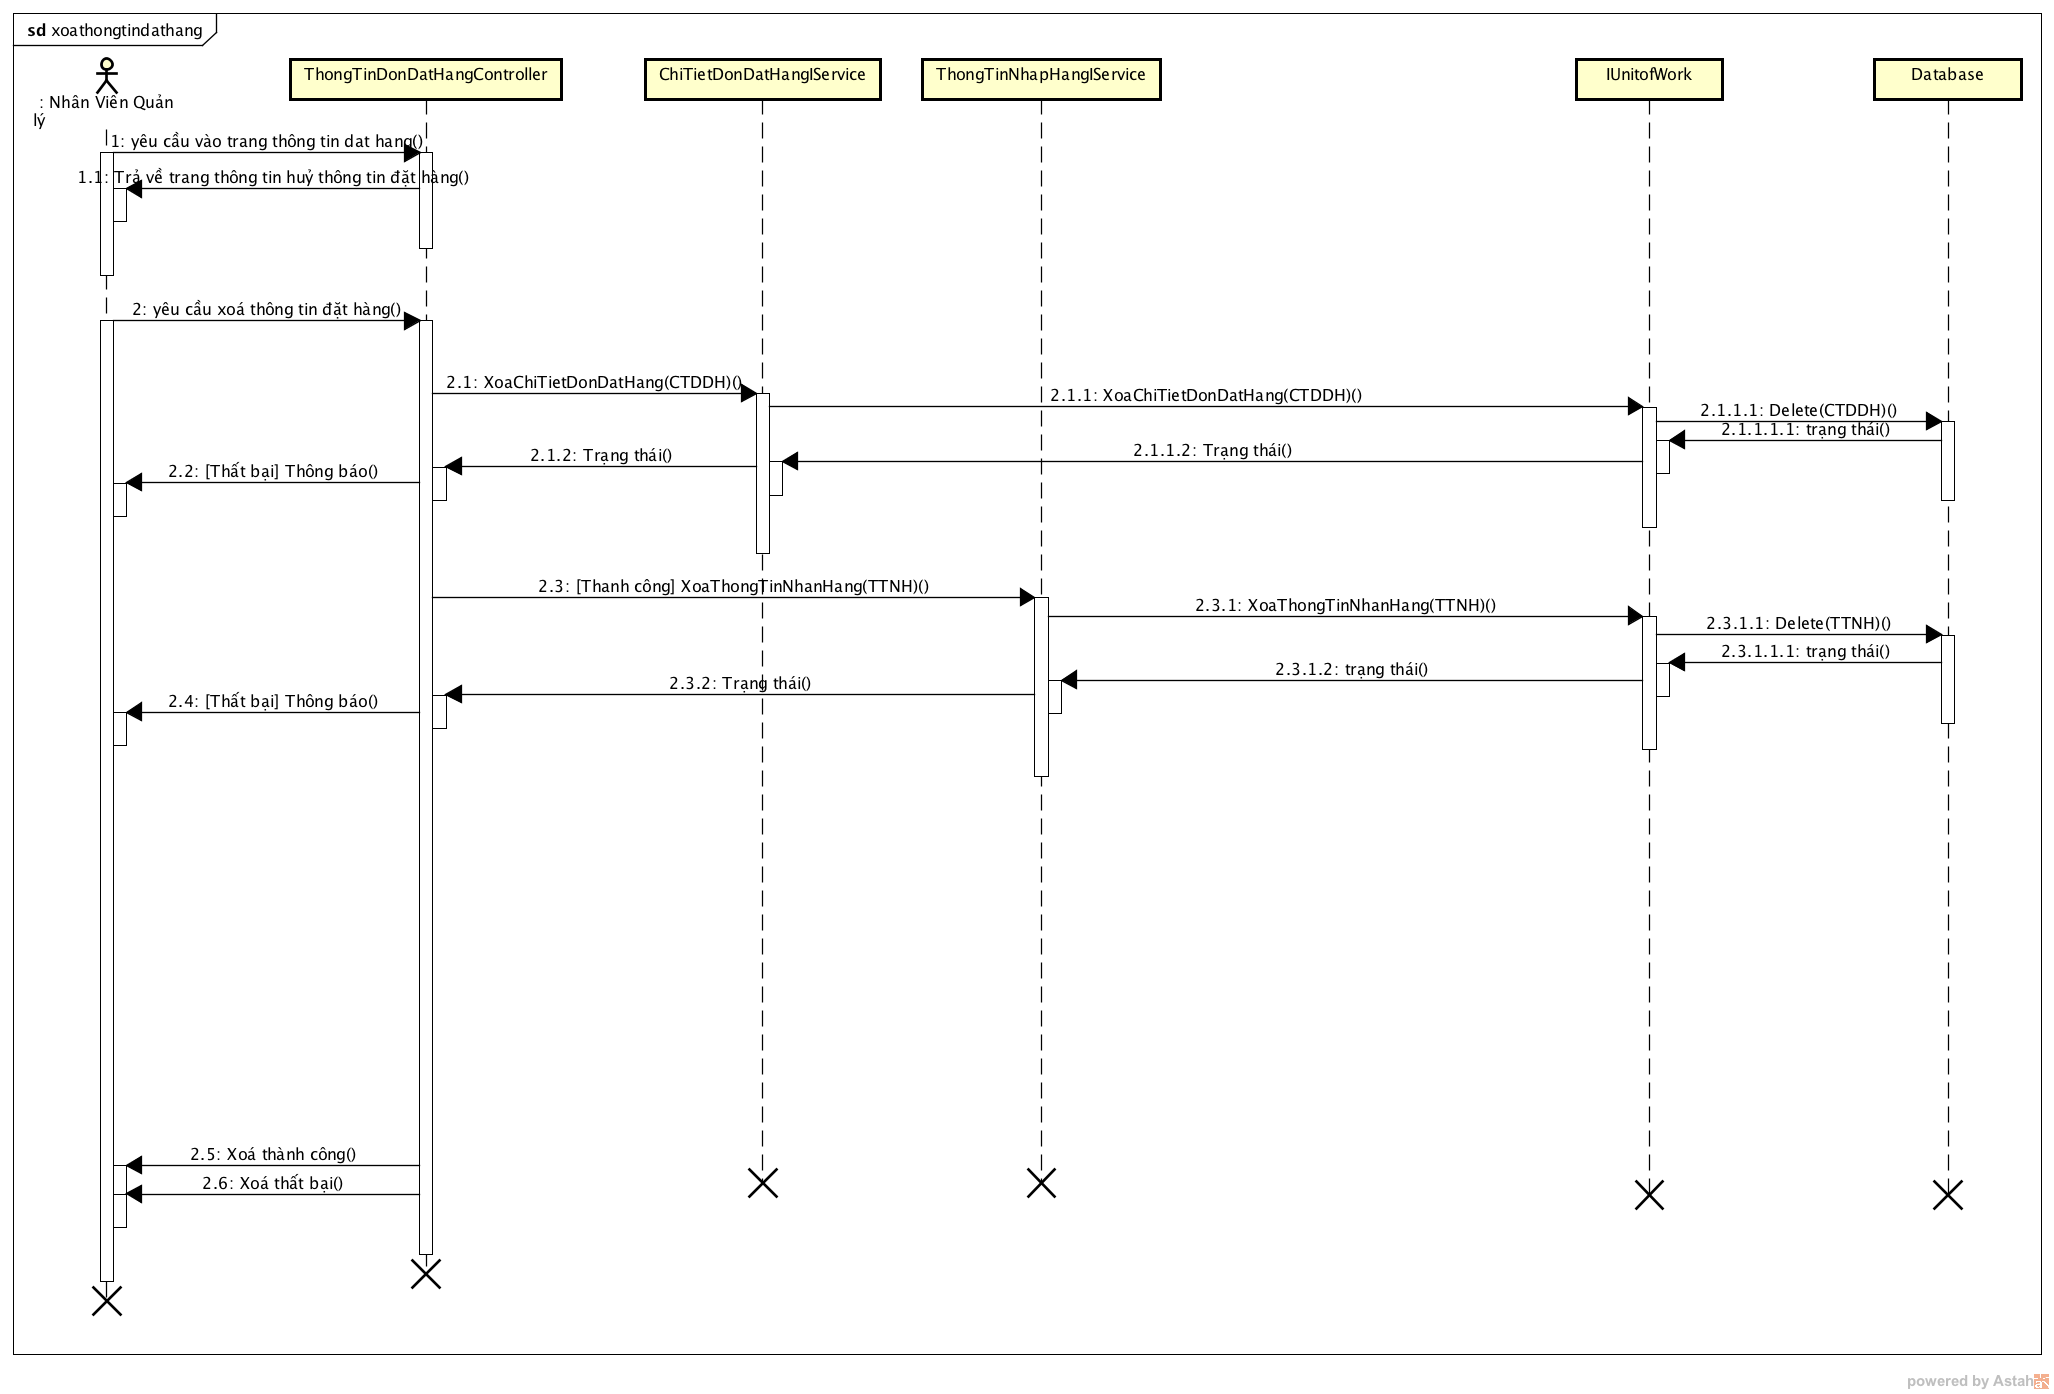 sd xoathongtindathang
: Nhân Viên Quản
lý
ThongTinDonDatHangController
ChiTietDonDatHangIService
ThongTinNhapHangIService
IUnitofWork
Database
1: yêu cầu vào trang thông tin dat hang()
1.1: Trả về trang thông tin huỷ thông tin đặt hàng()
2: yêu cầu xoá thông tin đặt hàng()
2.1: XoaChiTietDonDatHang(CTDDH)()
2.1.1: XoaChiTietDonDatHang(CTDDH)()
2.1.1.1: Delete(CTDDH)()
2.1.1.1.1: trạng thái()
2.1.1.2: Trạng thái()
2.1.2: Trạng thái()
2.2: [Thất bại] Thông báo()
2.3: [Thanh công] XoaThongTinNhanHang(TTNH)()
2.3.1: XoaThongTinNhanHang(TTNH)()
2.3.1.1: Delete(TTNH)()
2.3.1.1.1: trạng thái()
2.3.1.2: trạng thái()
2.3.2: Trạng thái()
2.4: [Thất bại] Thông báo()
2.5: Xoá thành công()
2.6: Xoá thất bại()
powered by Astah